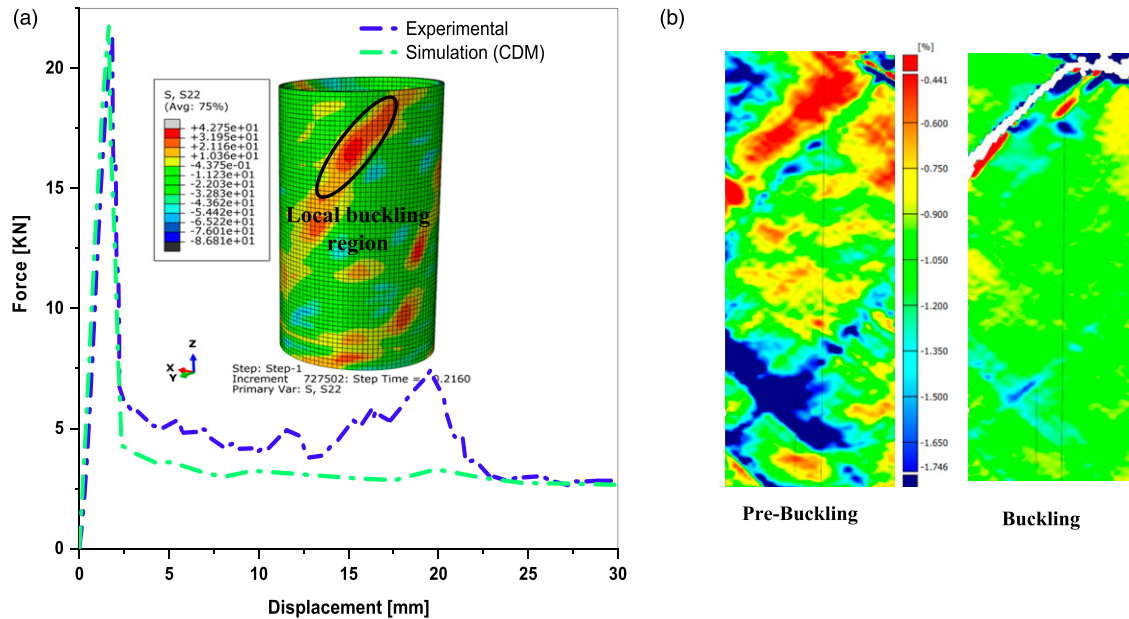 (a)
Experimental
Simulation (CDM)
S, S22
(Avg: 75%)
+4.275e+01
+3.195e+01
+2.116e+01
+1.036e+01
-4.375e-01
-1.123e+01
-2.203e+01
-3.283e+01
-4.362e+01
-5.442e+01
-6.522e+01
-7.601e+01
-8.681e+01
Local buckling
region
Z
X
Y
Step: Step-1
Increment 727502: Step Time = 0.2160
Primary Var: S, S22
Force [KN]
20
15
10
5
0
0 5 10 15 20 25 30
Displacement [mm]
(b)
[%]
-0.441
-0.600
-0.750
-0.900
-1.050
-1.200
-1.350
-1.500
-1.650
-1.746
Pre-Buckling
Buckling